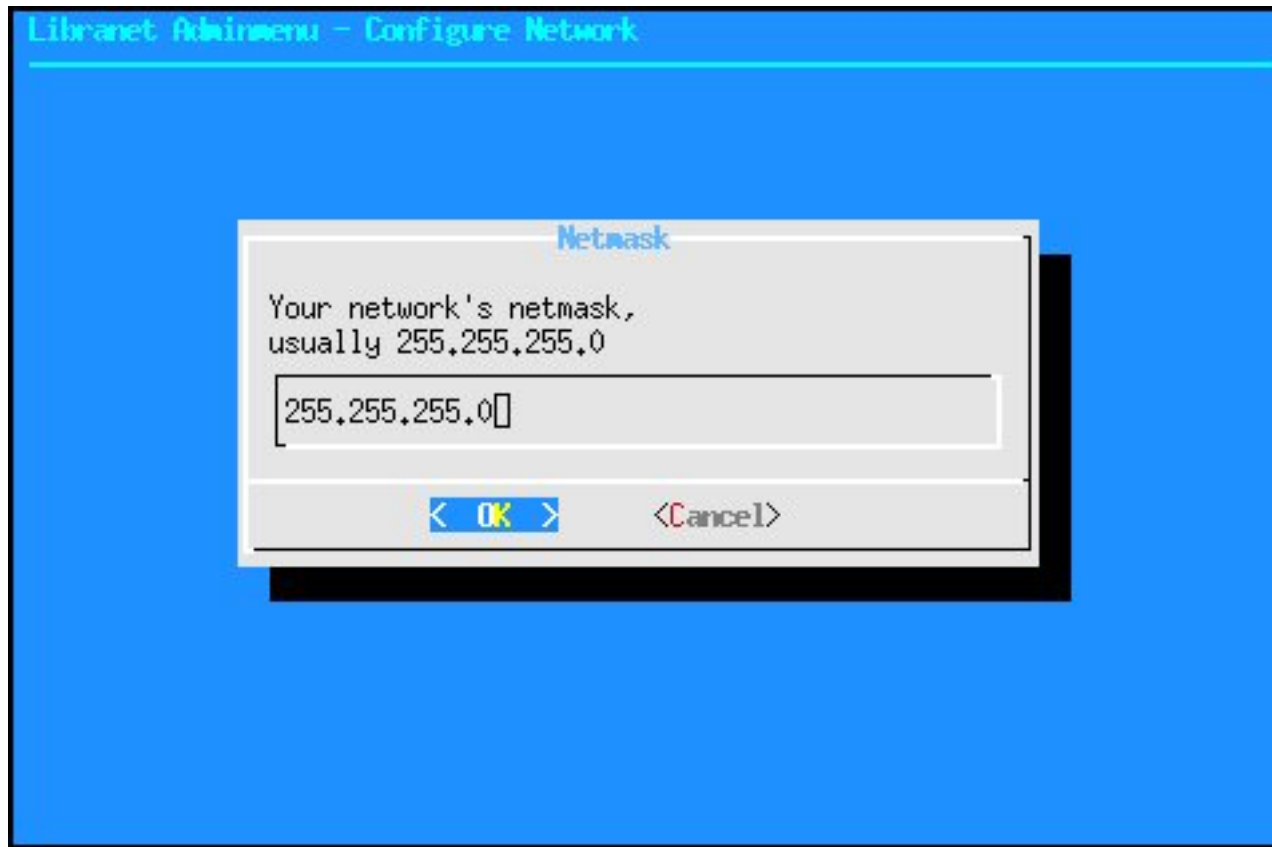 Libranet Adminmenu - Configure Network
Netmask
Your network's netmask,
usually 255.255.255.0
255.255.255.0
< OK > <Cancel>